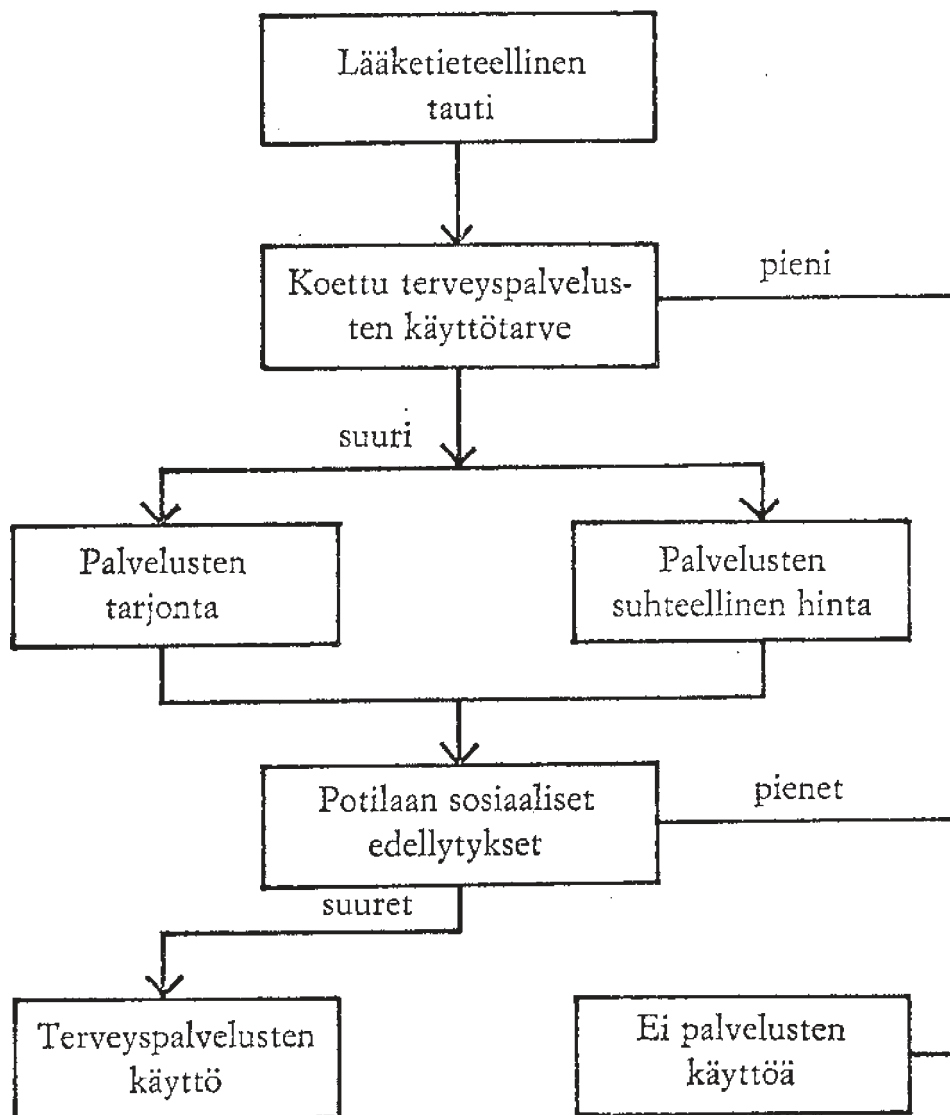 Lääketieteellinen
tauti
Koettu terveyspalvelus-
ten käyttötarve
pieni
suuri
Palvelusten
tarjonta
Palvelusten
suhteellinen hinta
Potilaan sosiaaliset
edellytykset
pienet
suuret
Terveyspalvelusten
käyttö
Ei palvelusten
käyttöä